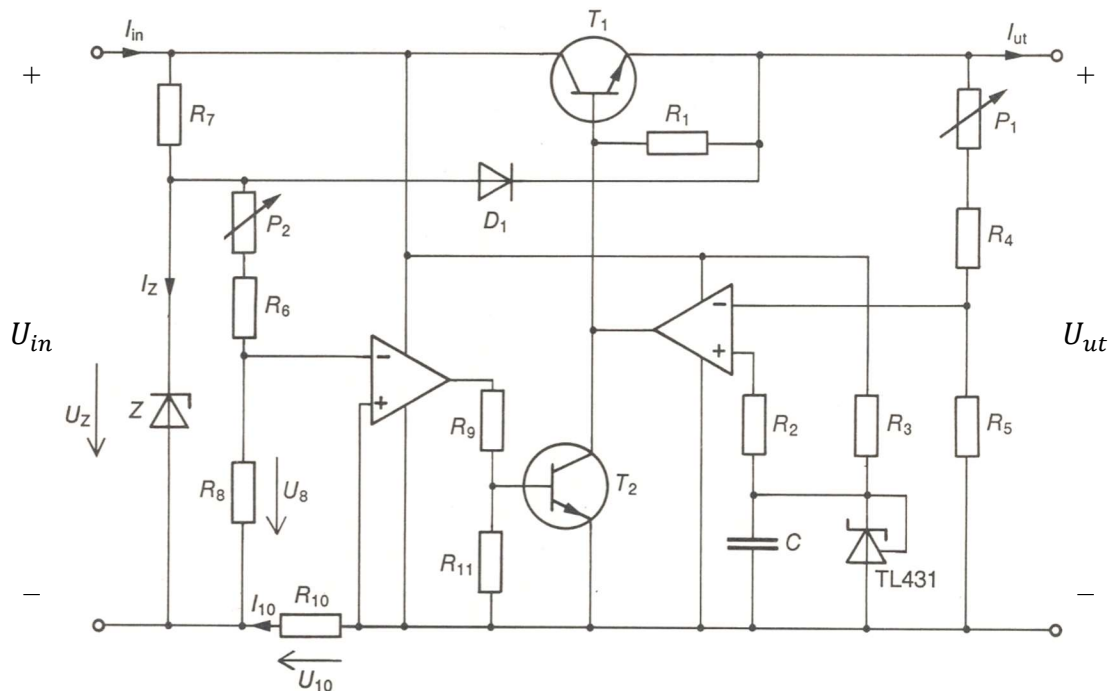 I_in
T_1
I_ut
+
+
R_7
R_1
P_1
P_2
D_1
R_4
I_Z
R_6
U_in
−
+
−
+
U_ut
U_Z
Z
R_9
R_2
R_3
R_5
R_8
U_8
T_2
R_11
C
TL431
−
−
I_10
R_10
U_10